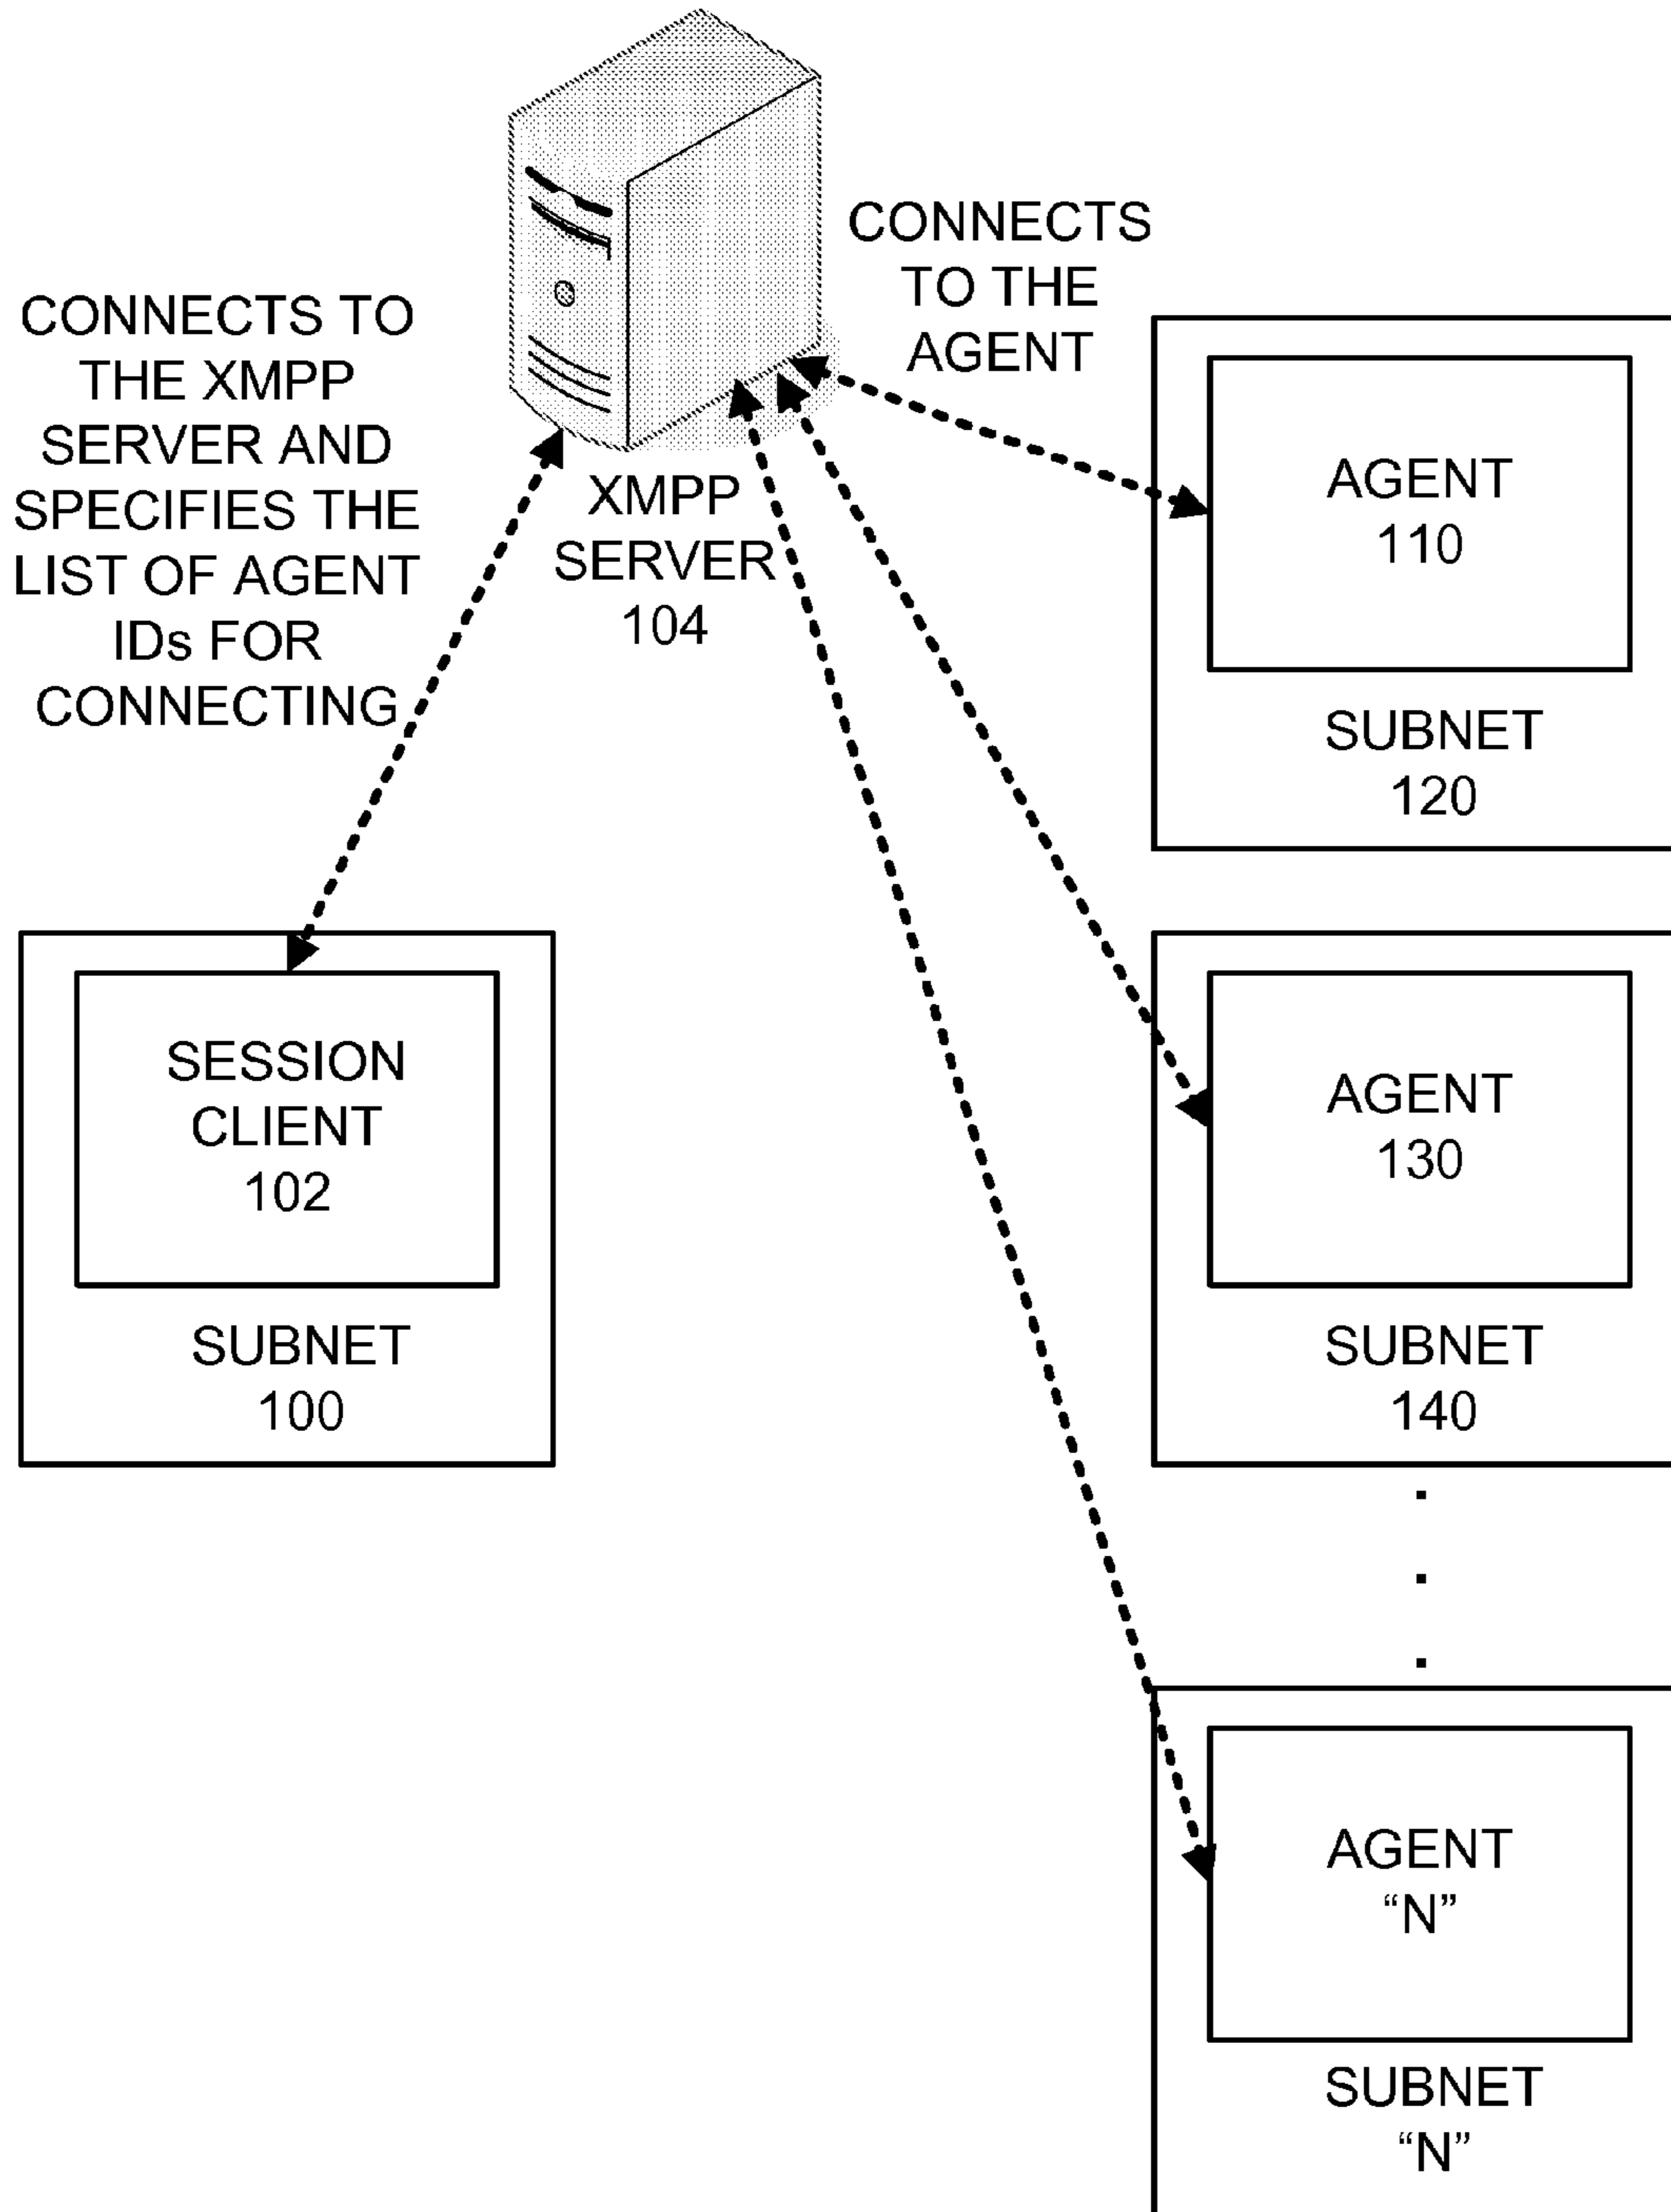 CONNECTS TO
THE XMPP
SERVER AND
SPECIFIES THE
LIST OF AGENT
IDs FOR
CONNECTING
XMPP
SERVER
104
CONNECTS
TO THE
AGENT
AGENT
110
SUBNET
120
SESSION
CLIENT
102
SUBNET
100
AGENT
130
SUBNET
140
.
.
.
AGENT
“N”
SUBNET
“N”